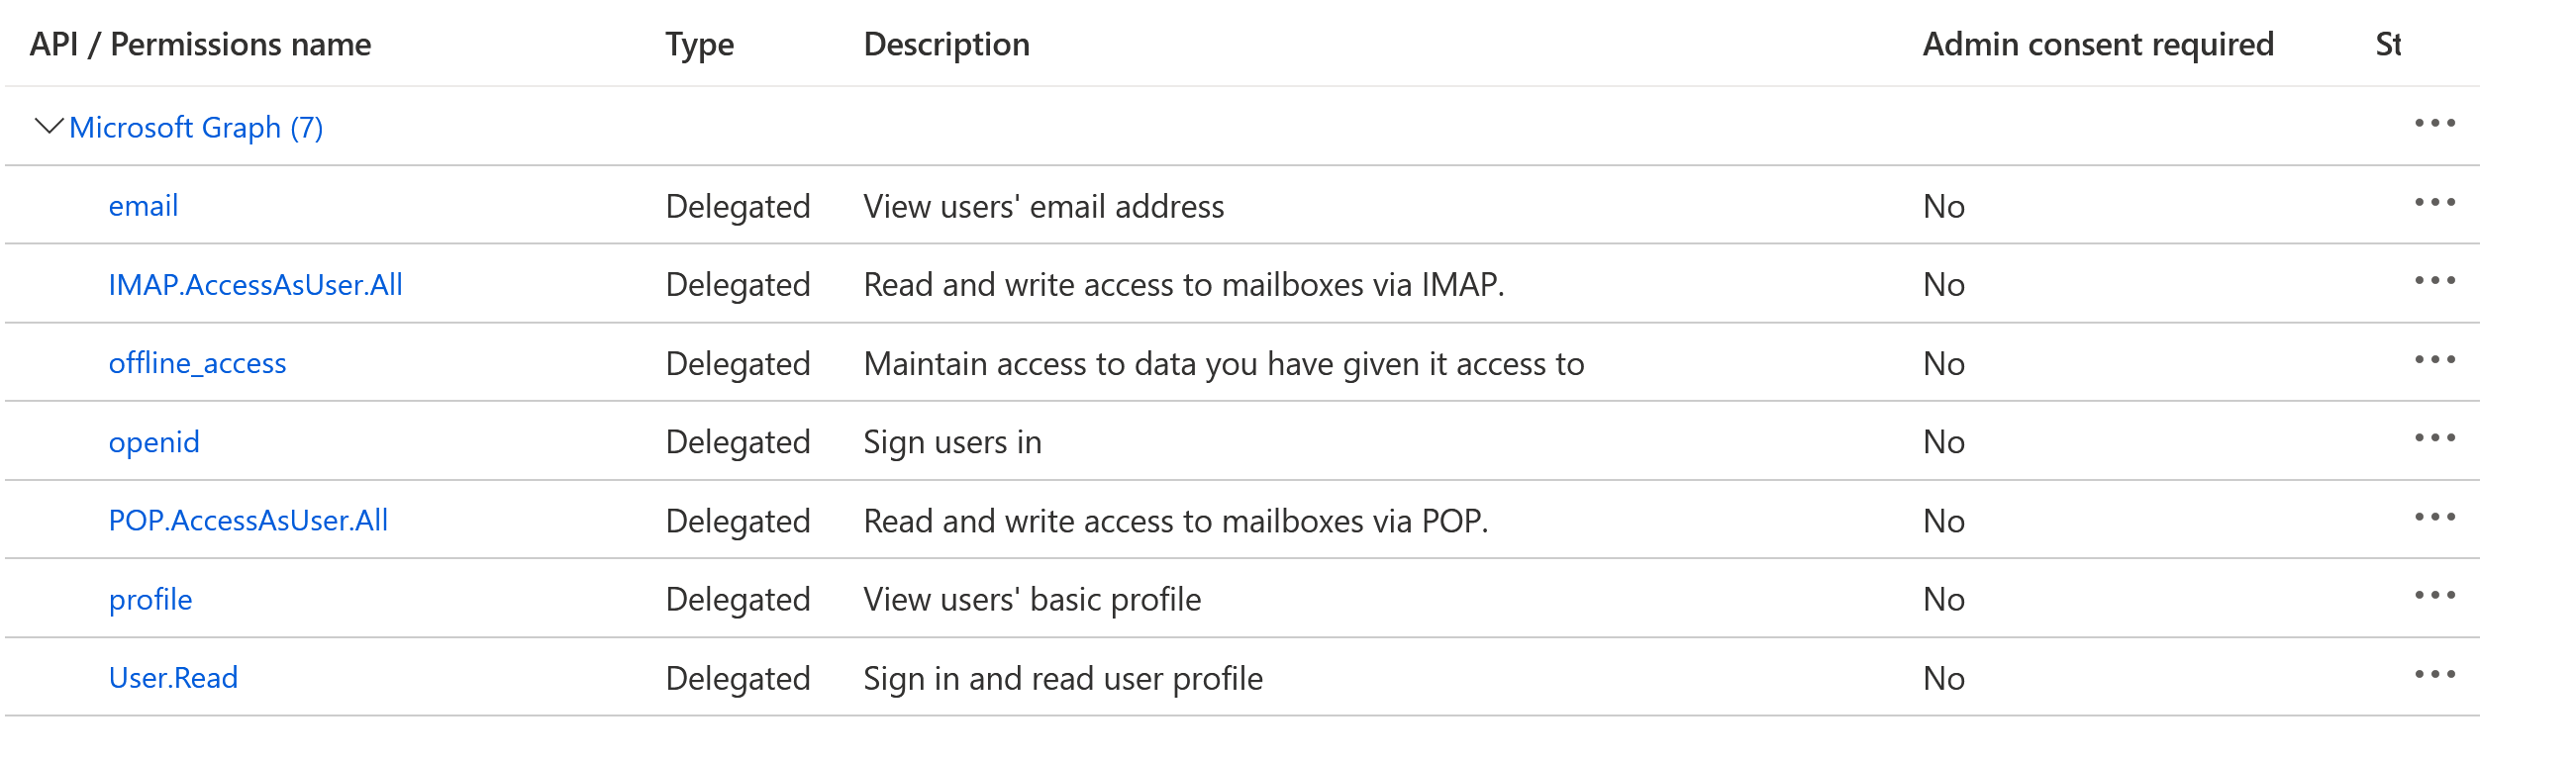 API / Permissions name Type Description Admin consent required St
Microsoft Graph (7)
email Delegated View users' email address No
IMAP.AccessAsUser.All Delegated Read and write access to mailboxes via IMAP. No
offline_access Delegated Maintain access to data you have given it access to No
openid Delegated Sign users in No
POP.AccessAsUser.All Delegated Read and write access to mailboxes via POP. No
profile Delegated View users' basic profile No
User.Read Delegated Sign in and read user profile No